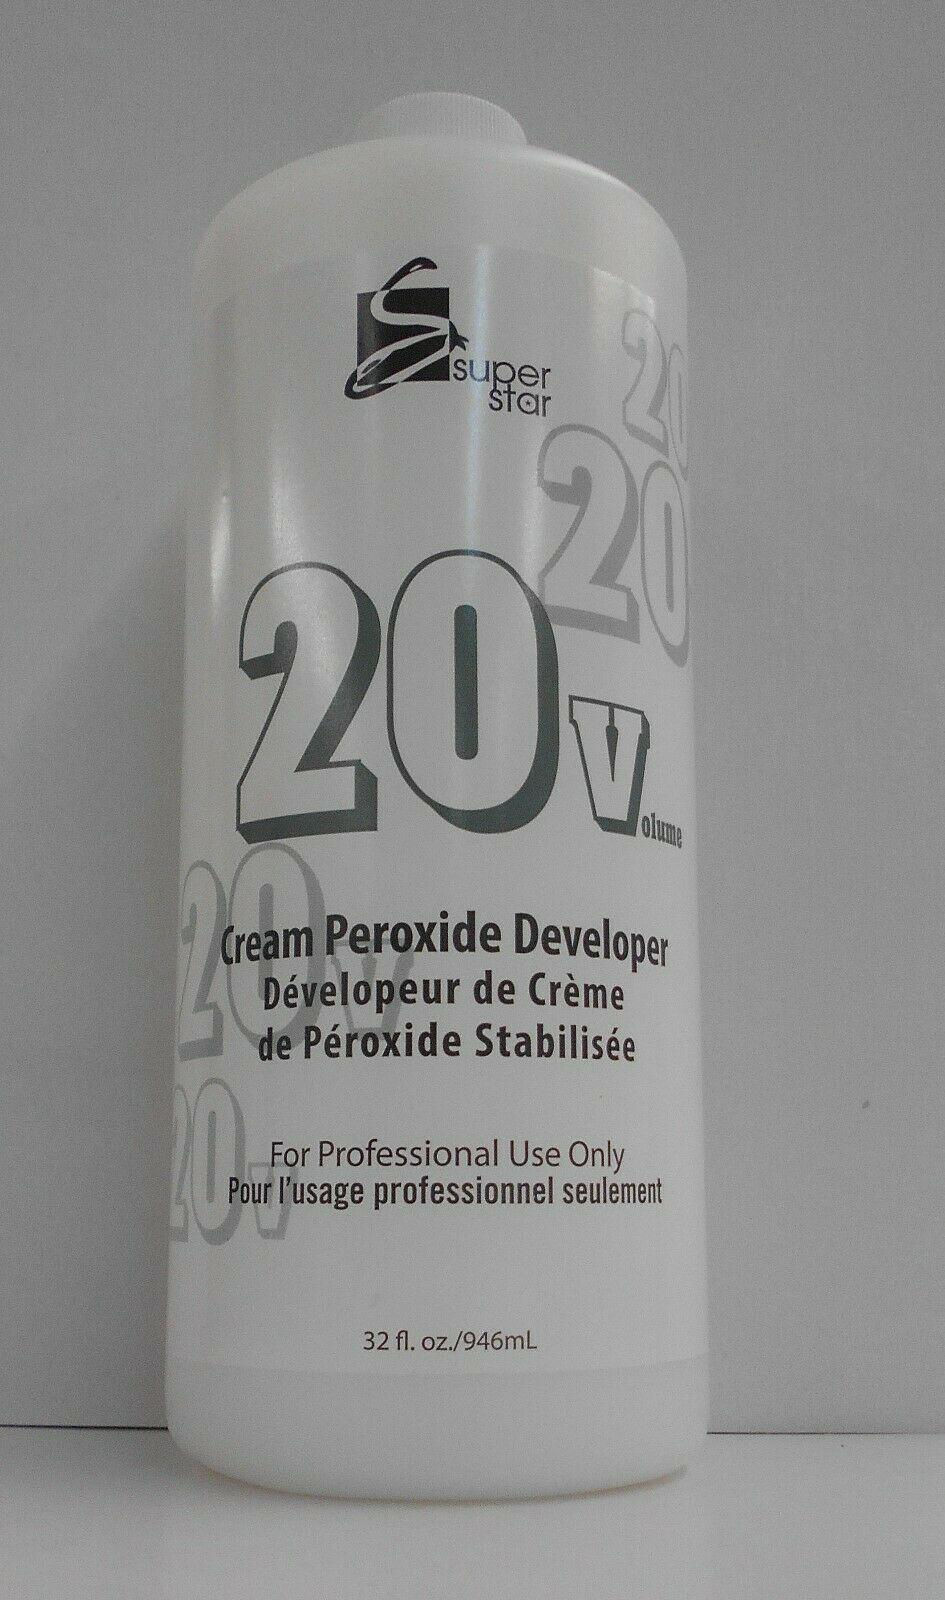 super
star
20
20
20 Volume
20 V
Cream Peroxide Developer
Dévelopeur de Crème
de Péroxide Stabilisée
20 V
For Professional Use Only
Pour l'usage professionnel seulement
32 fl. oz./946mL